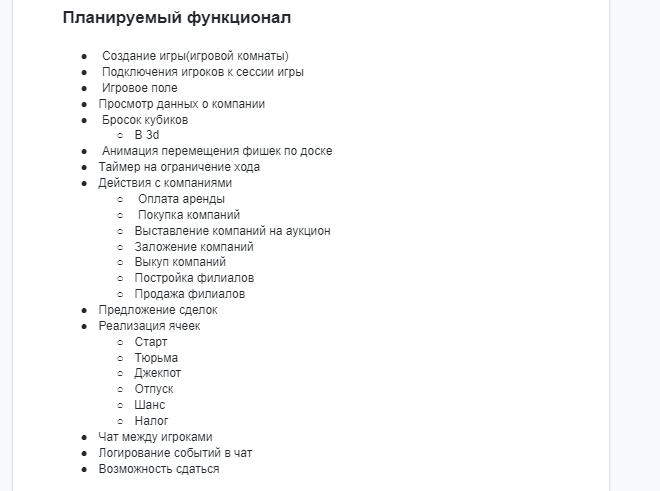 Планируемый функционал
● Создание игры(игровой комнаты)
● Подключения игроков к сессии игры
● Игровое поле
● Просмотр данных о компании
● Бросок кубиков
○ В 3d
● Анимация перемещения фишек по доске
● Таймер на ограничение хода
● Действия с компаниями
○ Оплата аренды
○ Покупка компаний
○ Выставление компаний на аукцион
○ Заложение компаний
○ Выкуп компаний
○ Постройка филиалов
○ Продажа филиалов
● Предложение сделок
● Реализация ячеек
○ Старт
○ Тюрьма
○ Джекпот
○ Отпуск
○ Шанс
○ Налог
● Чат между игроками
● Логирование событий в чат
● Возможность сдаться